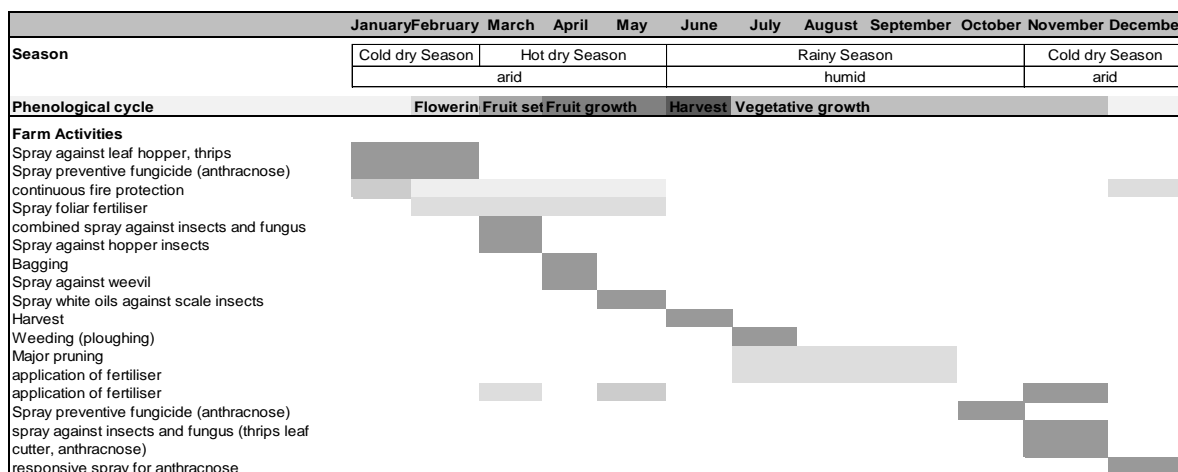 January February March April May June July August September October November Decembe
Season Cold dry Season Hot dry Season Rainy Season Cold dry Season
arid humid arid
Phenological cycle Flowerin Fruit set Fruit growth Harvest Vegetative growth
Farm Activities
Spray against leaf hopper, thrips
Spray preventive fungicide (anthracnose)
continuous fire protection
Spray foliar fertiliser
combined spray against insects and fungus
Spray against hopper insects
Bagging
Spray against weevil
Spray white oils against scale insects
Harvest
Weeding (ploughing)
Major pruning
application of fertiliser
application of fertiliser
Spray preventive fungicide (anthracnose)
spray against insects and fungus (thrips leaf
cutter, anthracnose)
responsive spray for anthracnose